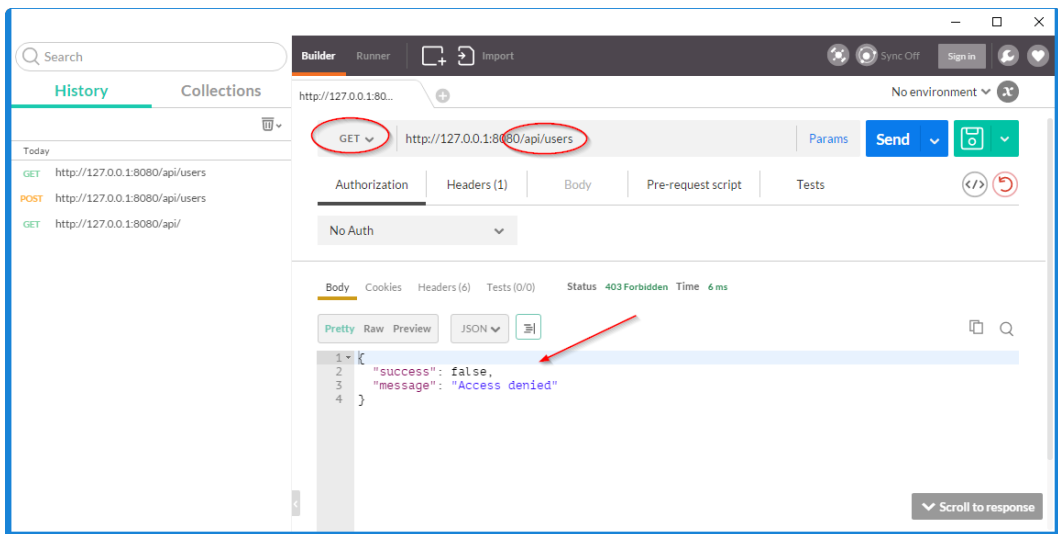 Search
History Collections
Today
GET http://127.0.0.1:8080/api/users
POST http://127.0.0.1:8080/api/users
GET http://127.0.0.1:8080/api/
Builder Runner Import Sync Off Sign in
http://127.0.0.1:80... No environment
GET http://127.0.0.1:8080/api/users Params Send
Authorization Headers (1) Body Pre-request script Tests
No Auth
Body Cookies Headers (6) Tests (0/0) Status 403 Forbidden Time 6 ms
Pretty Raw Preview JSON
1 {
2 "success": false,
3 "message": "Access denied"
4 }
Scroll to response